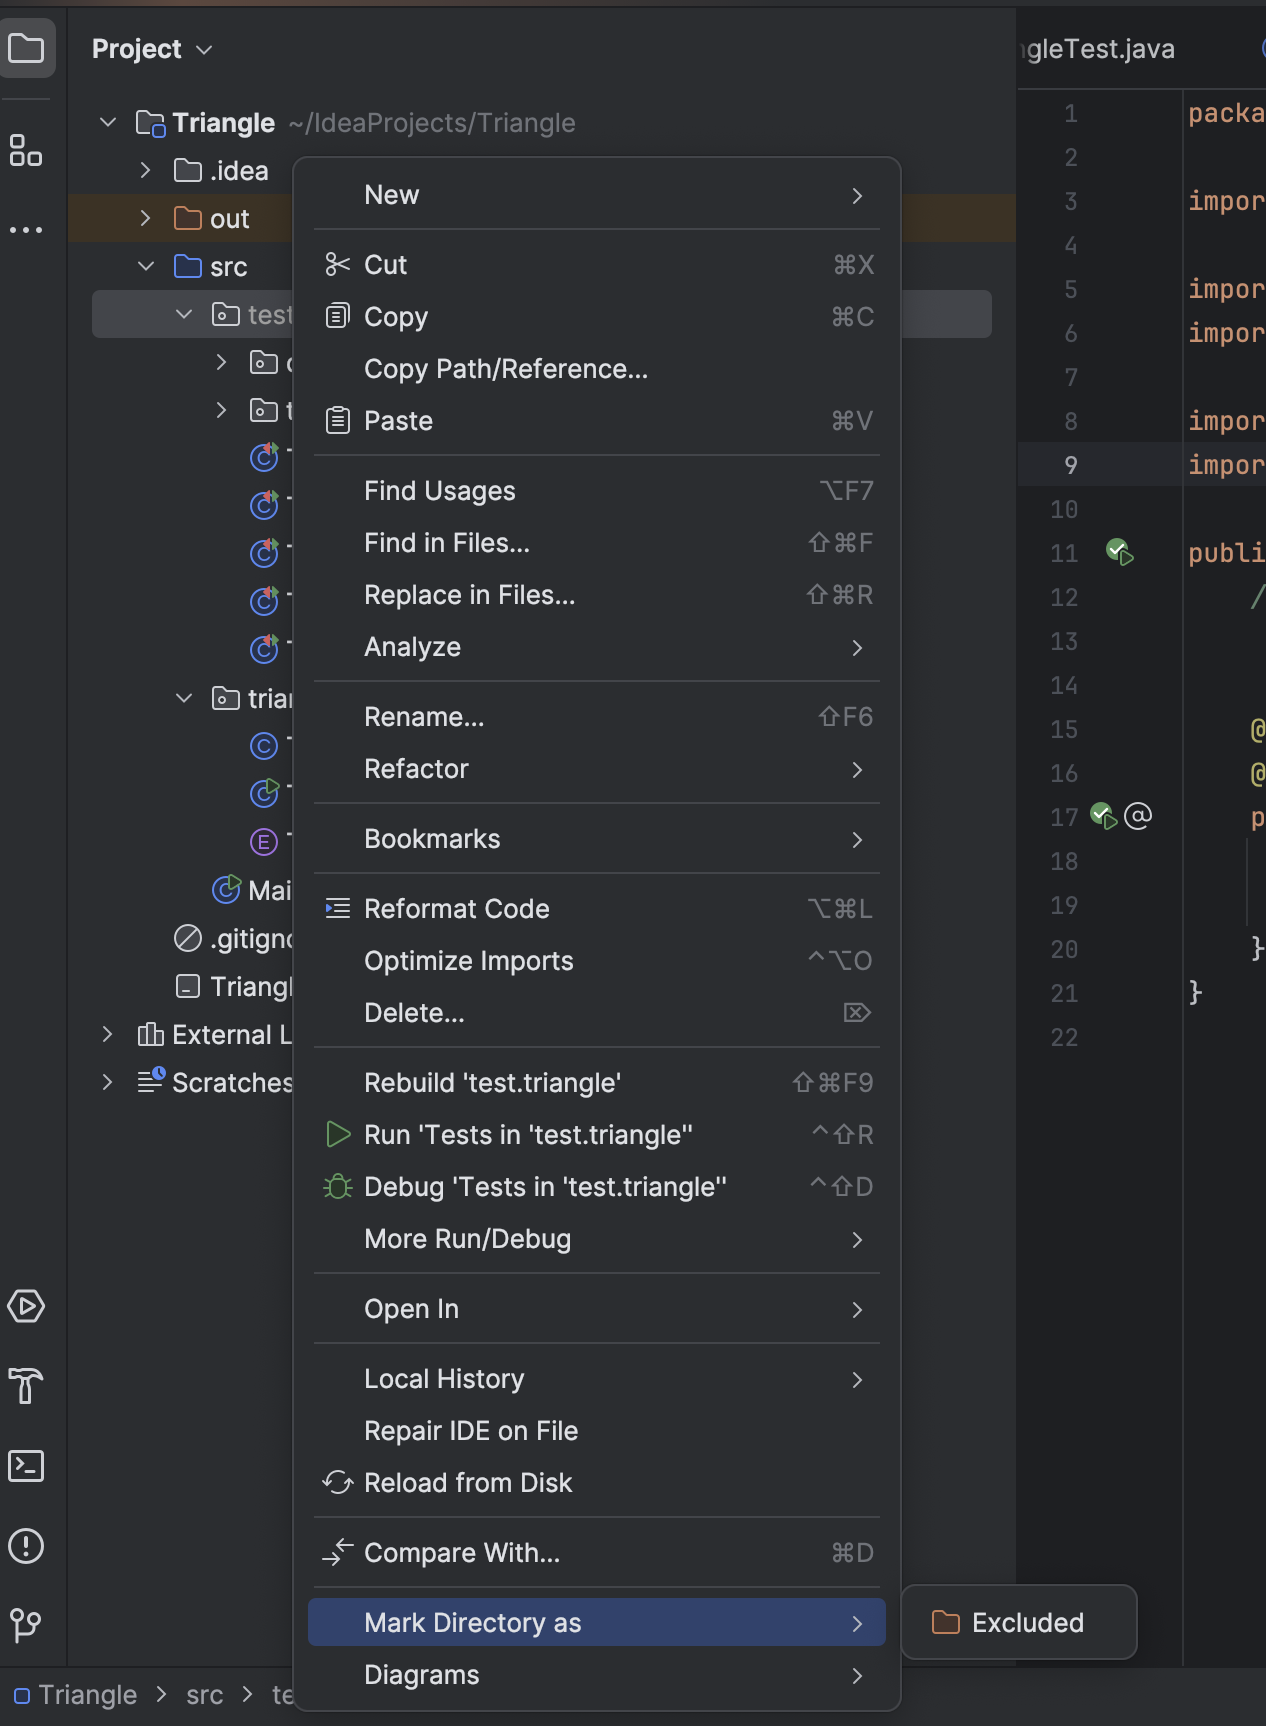 Project
ngleTest.java
Triangle ~/IdeaProjects/Triangle
.idea
out
src
test
trian
Mai
.gitigno
Triangl
External L
Scratches
New
Cut ⌘X
Copy ⌘C
Copy Path/Reference...
Paste ⌘V
Find Usages ⌥F7
Find in Files... ⇧⌘F
Replace in Files... ⇧⌘R
Analyze
Rename... ⇧F6
Refactor
Bookmarks
Reformat Code ⌥⌘L
Optimize Imports ^⌥O
Delete... ⌦
Rebuild 'test.triangle' ⇧⌘F9
Run 'Tests in 'test.triangle'' ^⇧R
Debug 'Tests in 'test.triangle'' ^⇧D
More Run/Debug
Open In
Local History
Repair IDE on File
Reload from Disk
Compare With... ⌘D
Mark Directory as
Excluded
Diagrams
1 packa
2
3 impor
4
5 impor
6 impor
7
8 impor
9 impor
10
11 publi
12 /
13
14
15 @
16 @
17 @ p
18
19
20 }
21 }
22
Triangle > src > te